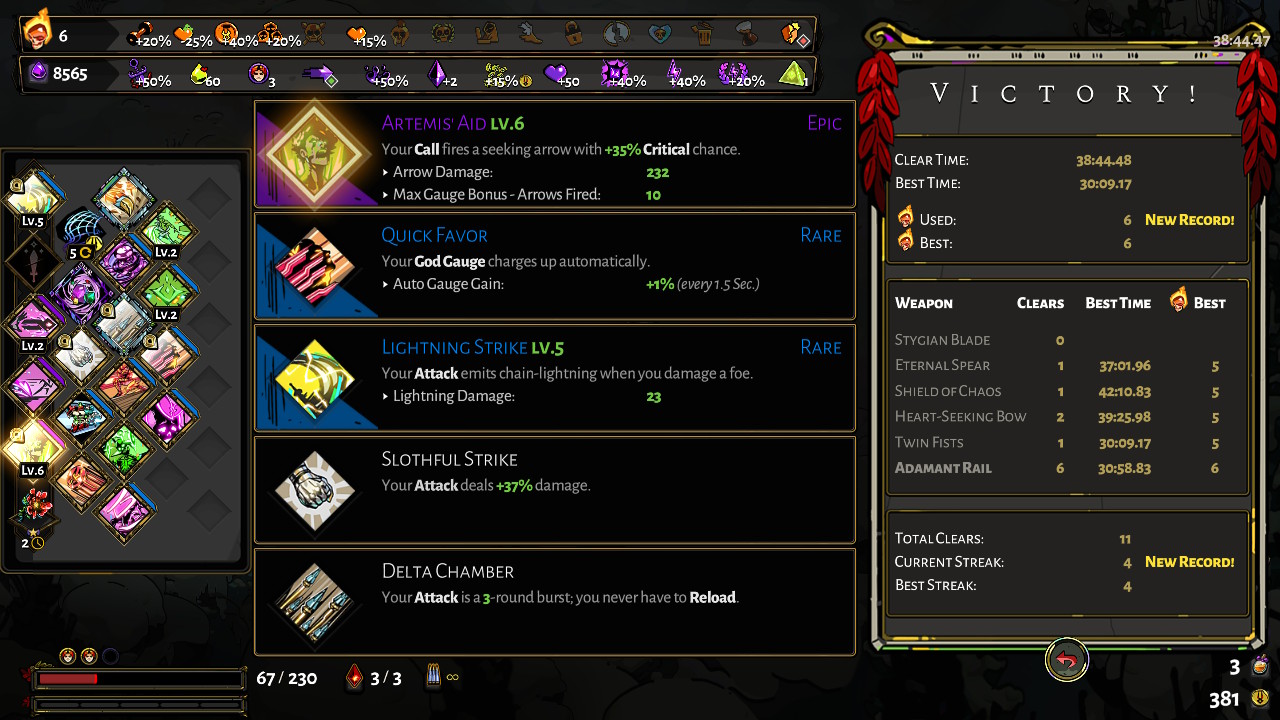 6
+20%
-25%
+40%
+20%
+15%
38:44.47
8565
+50%
60
3
+50%
+2
+15%
+50
+40%
+40%
+20%
1
VICTORY!
CLEAR TIME: 38:44.48
BEST TIME: 30:09.17
USED: 6 NEW RECORD!
BEST: 6
WEAPON CLEARS BEST TIME BEST
STYGIAN BLADE 0
ETERNAL SPEAR 1 37:01.96 5
SHIELD OF CHAOS 1 42:10.83 5
HEART-SEEKING BOW 2 39:25.98 5
TWIN FISTS 1 30:09.17 5
ADAMANT RAIL 6 30:58.83 6
TOTAL CLEARS: 11
CURRENT STREAK: 4 NEW RECORD!
BEST STREAK: 4
ARTEMIS' AID LV.6 EPIC
Your Call fires a seeking arrow with +35% Critical chance.
Arrow Damage: 232
Max Gauge Bonus - Arrows Fired: 10
QUICK FAVOR RARE
Your God Gauge charges up automatically.
Auto Gauge Gain: +1% (every 1.5 Sec.)
LIGHTNING STRIKE LV.5 RARE
Your Attack emits chain-lightning when you damage a foe.
Lightning Damage: 23
SLOTHFUL STRIKE
Your Attack deals +37% damage.
DELTA CHAMBER
Your Attack is a 3-round burst; you never have to Reload.
Lv.5
5
Lv.2
Lv.2
Lv.2
Lv.6
2
67 / 230
3 / 3
∞
3
381